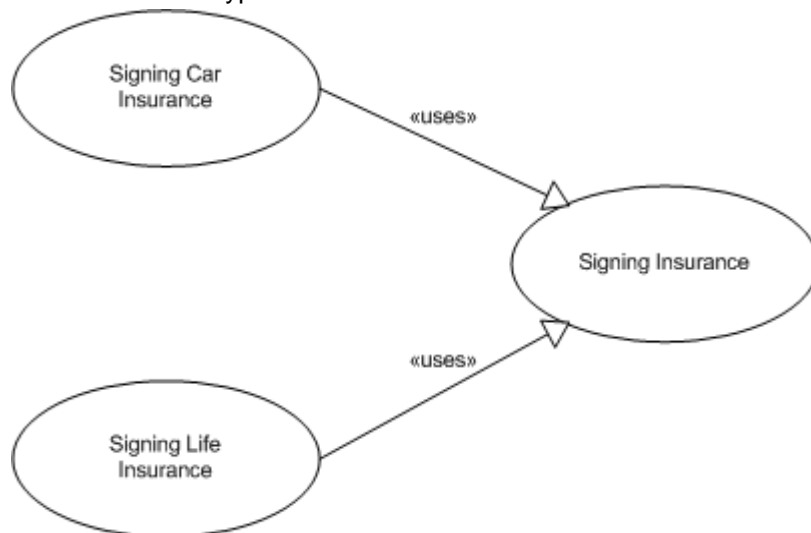 Signing Car
Insurance
«uses»
Signing Insurance
«uses»
Signing Life
Insurance